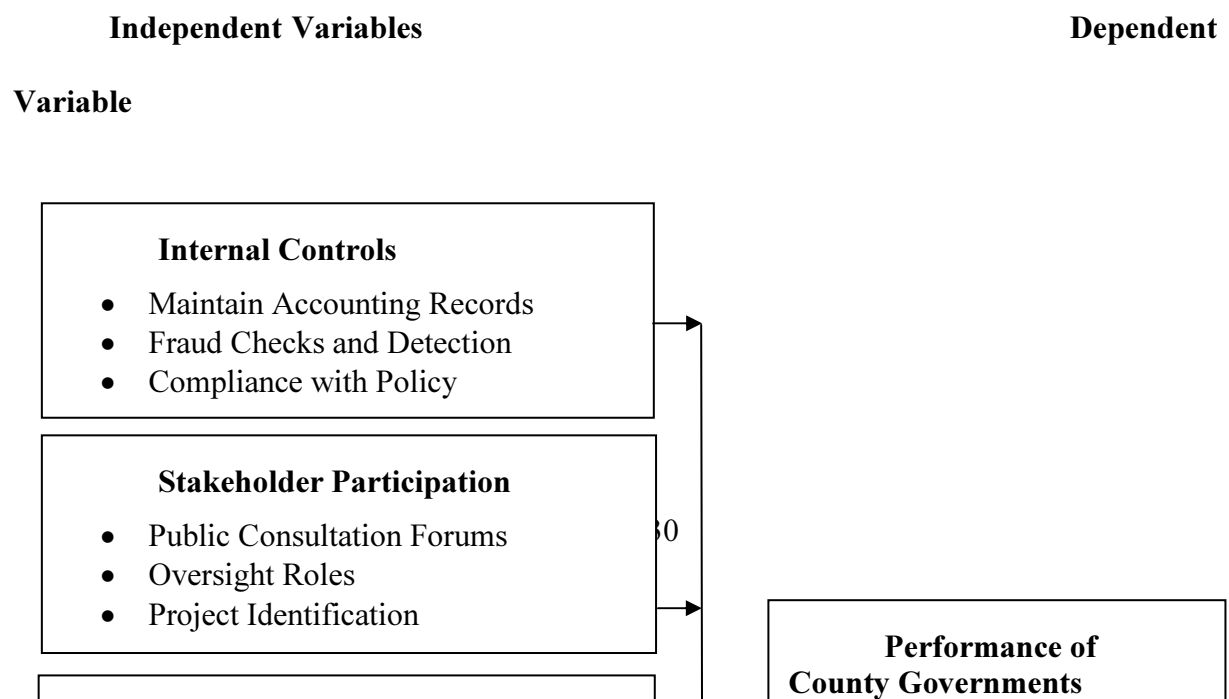 Independent Variables Dependent
Variable
Internal Controls
• Maintain Accounting Records
• Fraud Checks and Detection
• Compliance with Policy
Stakeholder Participation
• Public Consultation Forums
• Oversight Roles
• Project Identification
Performance of
County Governments